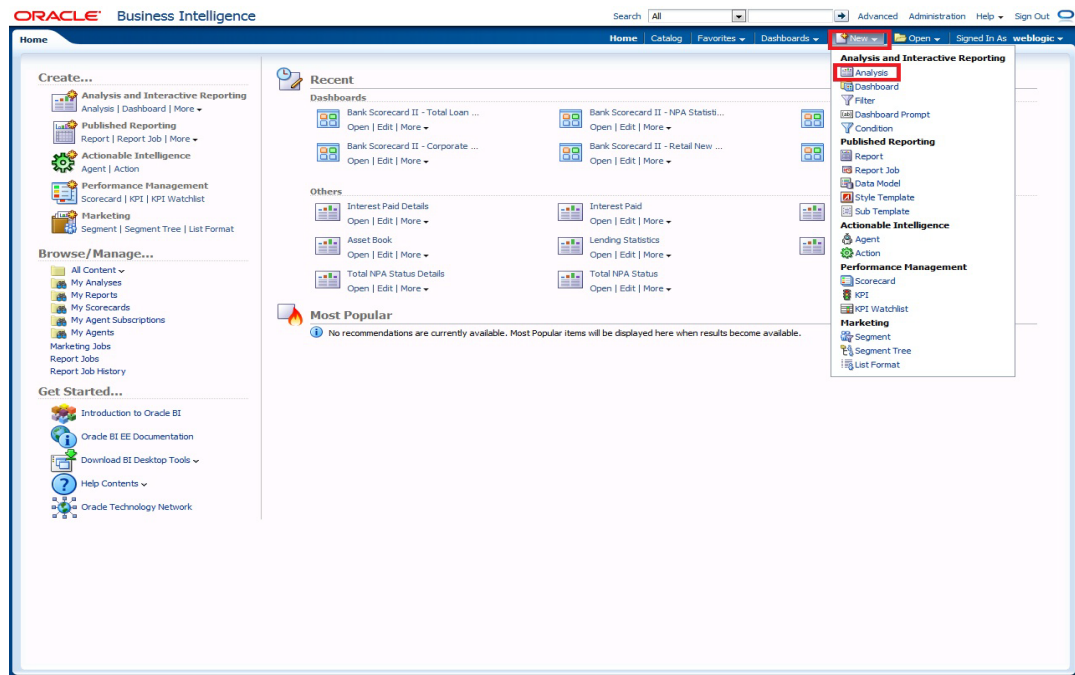 ORACLE Business Intelligence
Search All Advanced Administration Help Sign Out
Home
Home Catalog Favorites Dashboards New Open Signed In As weblogic
Create...
Analysis and Interactive Reporting
Analysis | Dashboard | More
Published Reporting
Report | Report Job | More
Actionable Intelligence
Agent | Action
Performance Management
Scorecard | KPI | KPI Watchlist
Marketing
Segment | Segment Tree | List Format
Browse/Manage...
All Content
My Analyses
My Reports
My Scorecards
My Agent Subscriptions
My Agents
Marketing Jobs
Report Jobs
Report Job History
Get Started...
Introduction to Oracle BI
Oracle BI EE Documentation
Download BI Desktop Tools
Help Contents
Oracle Technology Network
Recent
Dashboards
Bank Scorecard II - Total Loan ...
Open | Edit | More
Bank Scorecard II - NPA Statisti...
Open | Edit | More
Bank Scorecard II - Corporate ...
Open | Edit | More
Bank Scorecard II - Retail New ...
Open | Edit | More
Others
Interest Paid Details
Open | Edit | More
Interest Paid
Open | Edit | More
Asset Book
Open | Edit | More
Lending Statistics
Open | Edit | More
Total NPA Status Details
Open | Edit | More
Total NPA Status
Open | Edit | More
Most Popular
No recommendations are currently available. Most Popular items will be displayed here when results become available.
Analysis and Interactive Reporting
Analysis
Dashboard
Filter
Dashboard Prompt
Condition
Published Reporting
Report
Report Job
Data Model
Style Template
Sub Template
Actionable Intelligence
Agent
Action
Performance Management
Scorecard
KPI
KPI Watchlist
Marketing
Segment
Segment Tree
List Format